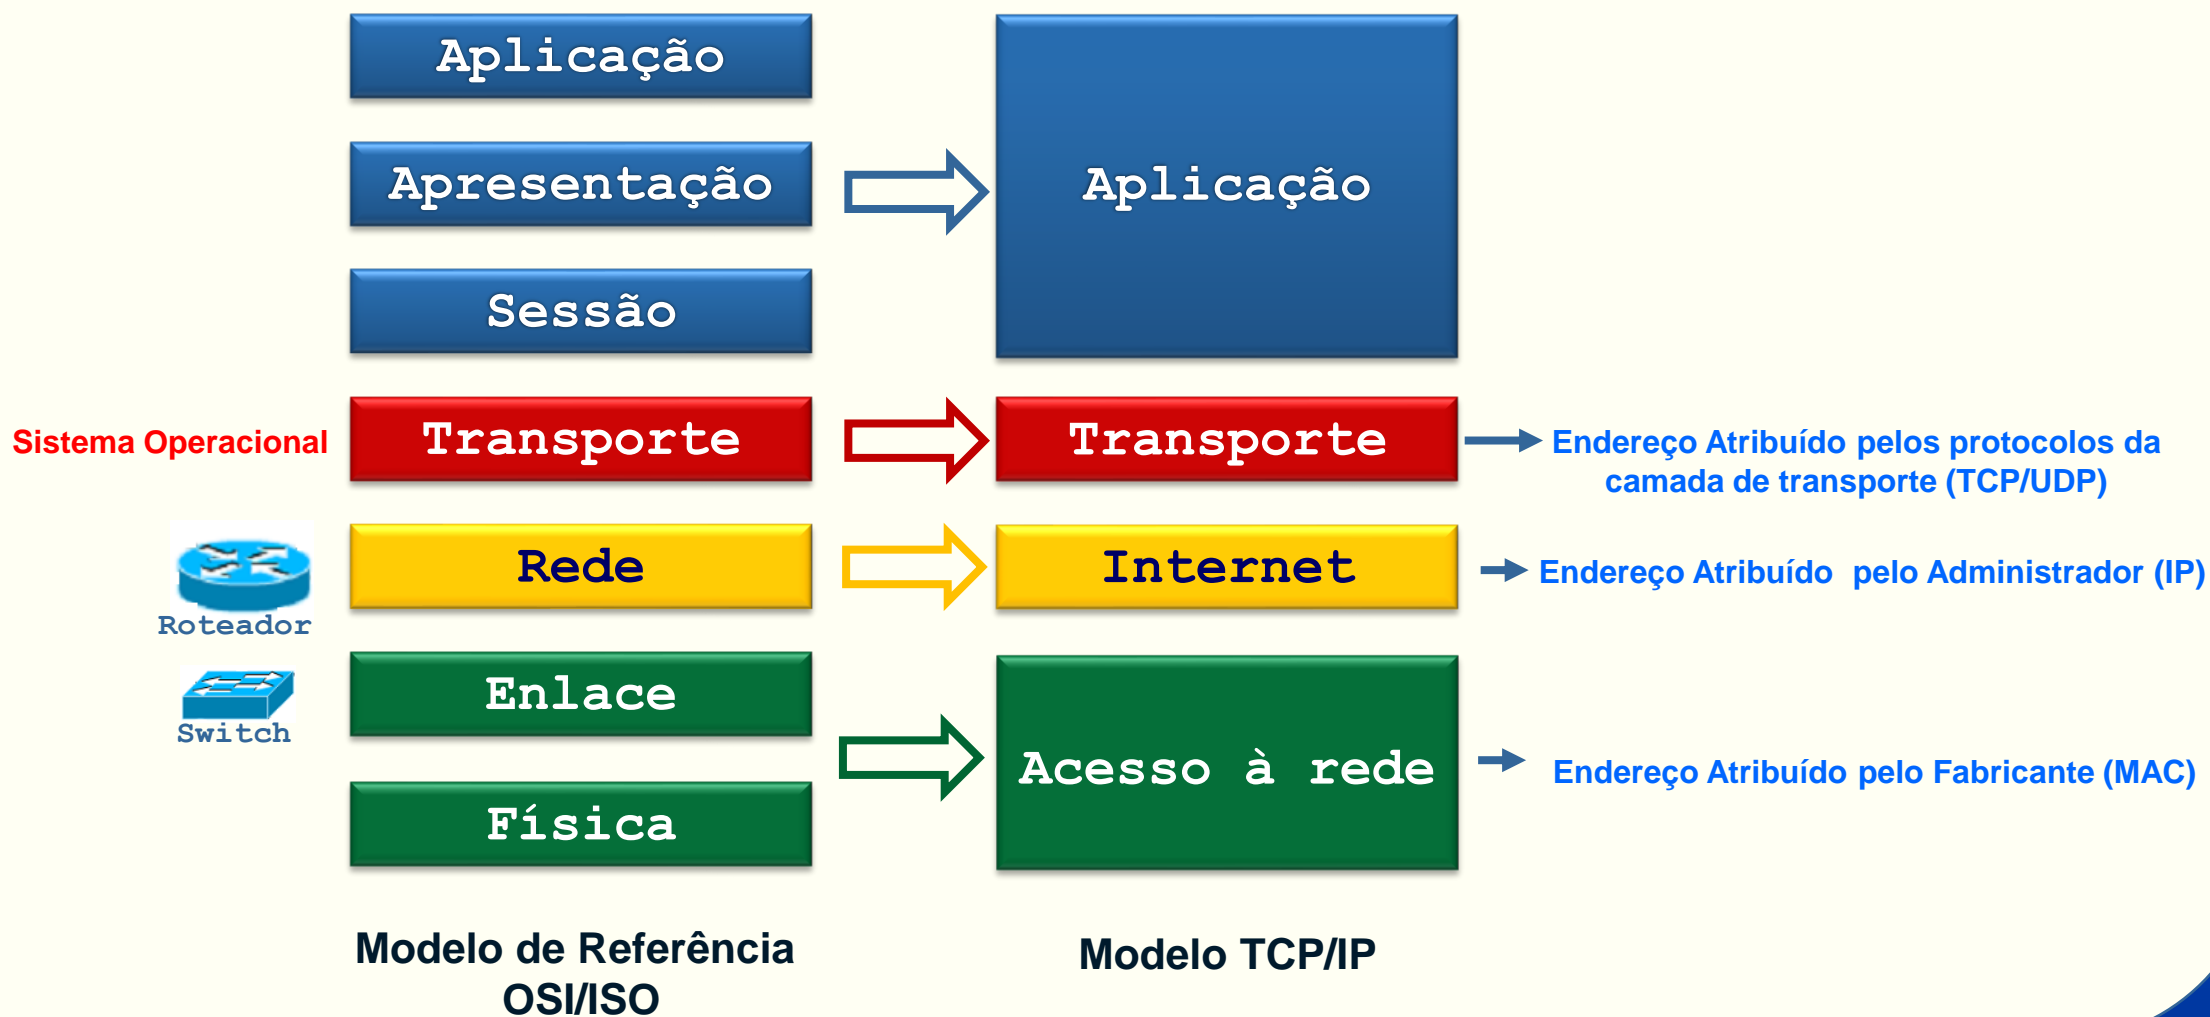 Aplicação
Apresentação
Aplicação
Sessão
Sistema Operacional
Transporte
Transporte
Endereço Atribuído pelos protocolos da
camada de transporte (TCP/UDP)
Roteador
Rede
Internet
Endereço Atribuído pelo Administrador (IP)
Switch
Enlace
Física
Acesso à rede
Endereço Atribuído pelo Fabricante (MAC)
Modelo de Referência
OSI/ISO
Modelo TCP/IP